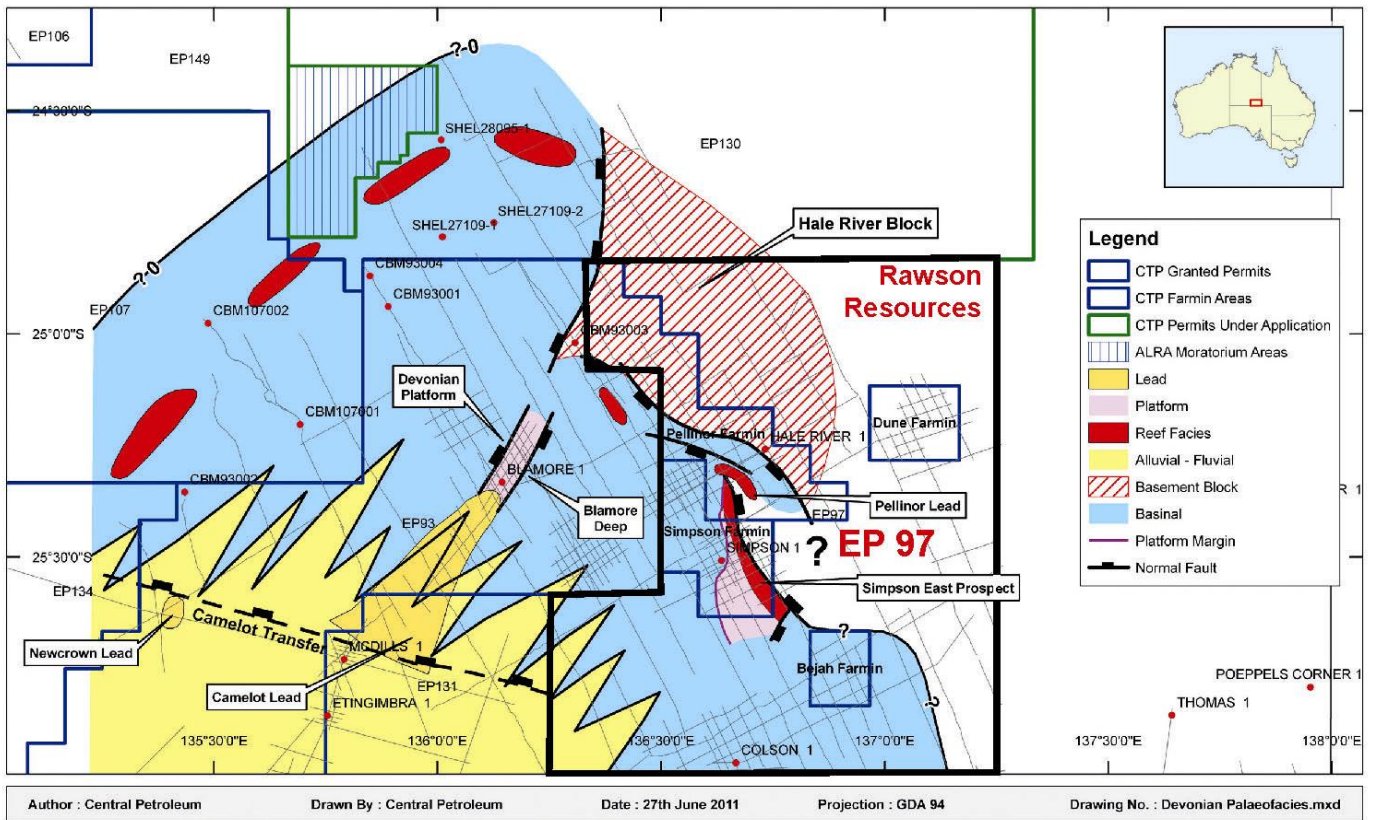 EP106
EP149
?-0
24°30'0"S
SHEL28095-1
EP130
SHEL27109-2
SHEL27109-1
Hale River Block
?-0
CBM93004
Rawson
Resources
EP107
CBM107002
CBM93001
25°0'0"S
CBM93003
Devonian
Platform
Dune Farmin
CBM107001
Pellinor Farmin
HALE RIVER 1
BLAMORE 1
CBM93002
Pellinor Lead
Blamore
Deep
EP93
EP97
Simpson Farmin
?
EP 97
25°30'0"S
SIMPSON 1
Simpson East Prospect
EP134
Camelot Transfer
?
Newcrown Lead
MCDILLS 1
Bejah Farmin
Camelot Lead
EP131
?
POEPPELS CORNER 1
ETINGIMBRA 1
THOMAS 1
135°30'0"E
136°0'0"E
136°30'0"E
137°0'0"E
137°30'0"E
138°0'0"E
COLSON 1
Legend
CTP Granted Permits
CTP Farmin Areas
CTP Permits Under Application
ALRA Moratorium Areas
Lead
Platform
Reef Facies
Alluvial - Fluvial
Basement Block
Basinal
Platform Margin
Normal Fault
R 1
Author : Central Petroleum
Drawn By : Central Petroleum
Date : 27th June 2011
Projection : GDA 94
Drawing No. : Devonian Palaeofacies.mxd